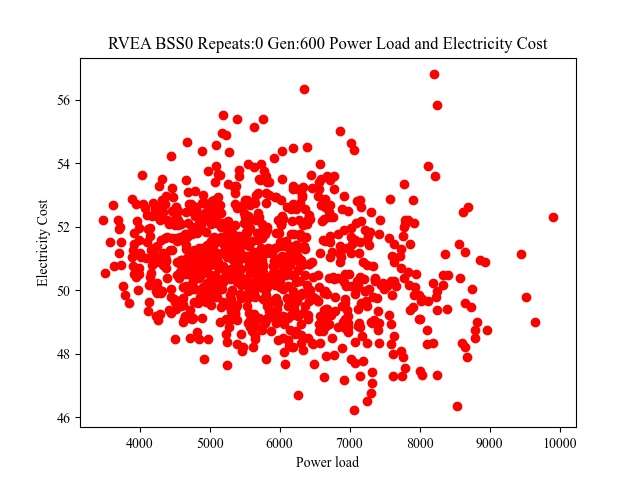 RVEA BSS0 Repeats:0 Gen:600 Power Load and Electricity Cost
56
54
52
50
48
46
Electricity Cost
4000 5000 6000 7000 8000 9000 10000
Power load